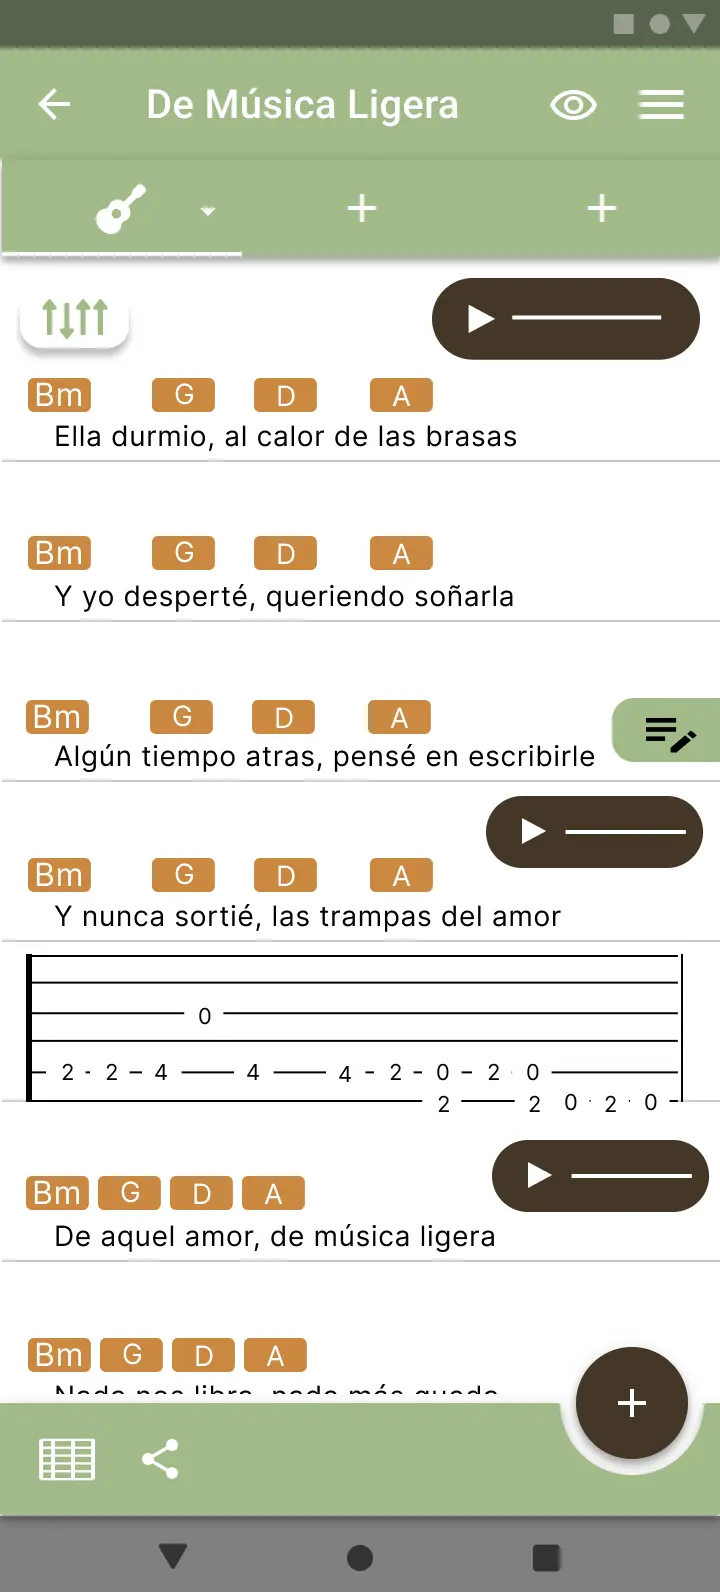 De Música Ligera
Bm G D A
Ella durmio, al calor de las brasas
Bm G D A
Y yo desperté, queriendo soñarla
Bm G D A
Algún tiempo atras, pensé en escribirle
Bm G D A
Y nunca sortié, las trampas del amor
0
2 - 2 - 4 — 4 — 4 - 2 - 0 - 2 0
2 — 2 0 · 2 · 0
Bm G D A
De aquel amor, de música ligera
Bm G D A